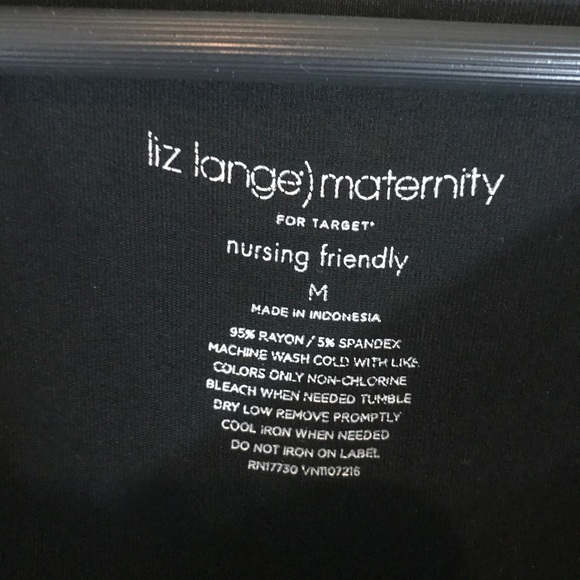 liz lange) maternity
FOR TARGET*
nursing friendly
M
MADE IN INDONESIA
95% RAYON / 5% SPANDEX
MACHINE WASH COLD WITH LIKE
COLORS ONLY NON-CHLORINE
BLEACH WHEN NEEDED TUMBLE
DRY LOW REMOVE PROMPTLY
COOL IRON WHEN NEEDED
DO NOT IRON ON LABEL
RN17730 VN1107216